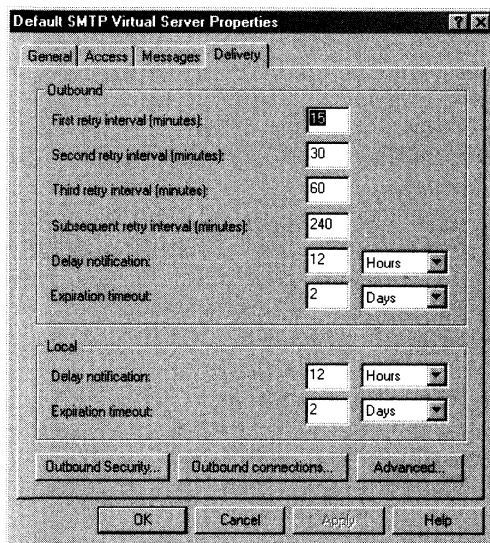 Default SMTP Virtual Server Properties ? X
General Access Messages Delivery
Outbound
First retry interval (minutes): 15
Second retry interval (minutes): 30
Third retry interval (minutes): 60
Subsequent retry interval (minutes): 240
Delay notification: 12 Hours
Expiration timeout: 2 Days
Local
Delay notification: 12 Hours
Expiration timeout: 2 Days
Outbound Security... Outbound connections... Advanced...
OK Cancel Apply Help